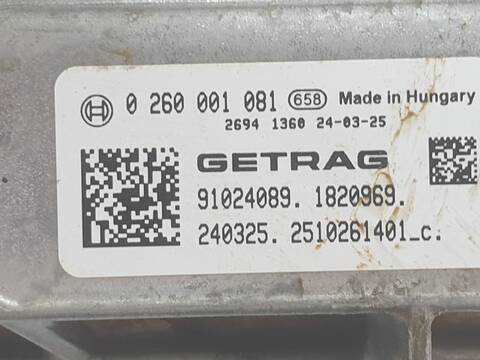 0 260 001 081 658 Made in Hungary
2694 1360 24-03-25
GETRAG
91024089. 1820969.
240325. 2510261401_c.